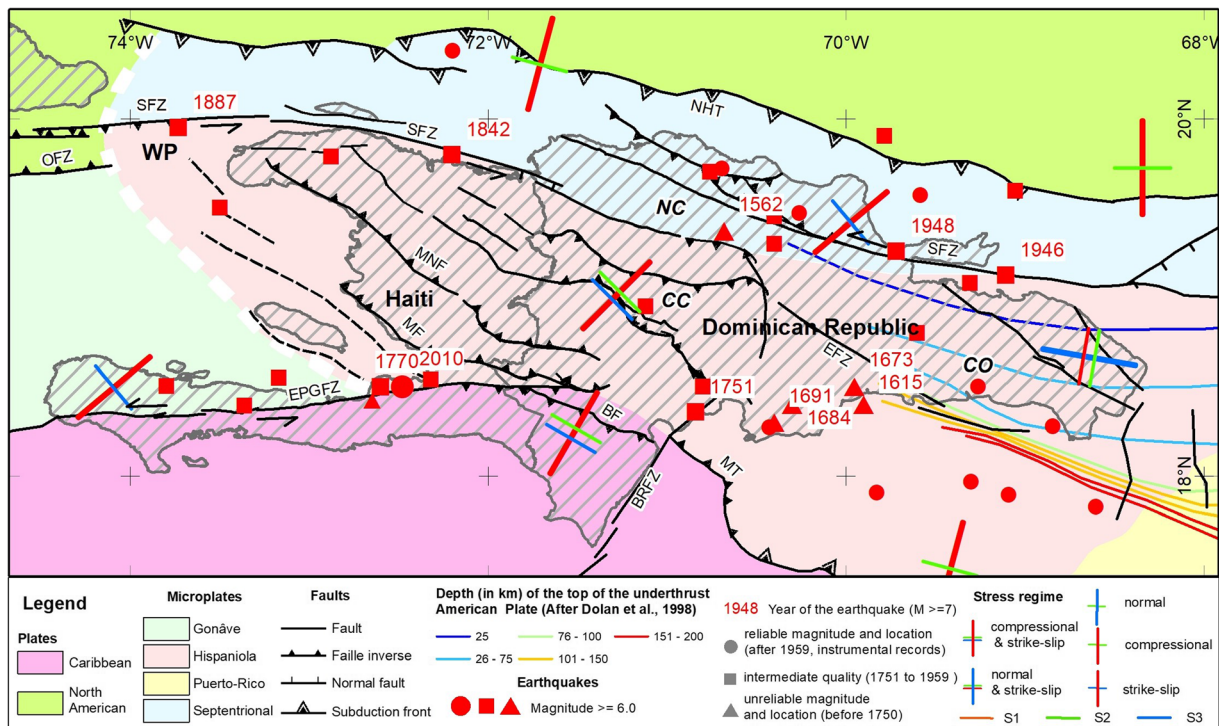 74°W
72°W
70°W
68°W
SFZ
1887
NHT
20°N
WP
SFZ
1842
OFZ
NC
1562
1948
SFZ
1946
MNF
Haiti
CC
Dominican Republic
MF
EFZ
1673
CO
1770
2010
1615
EPGFZ
1751
1691
1684
BF
MT
18°N
BRFZ
Legend
Plates
Caribbean
North
American
Microplates
Gonâve
Hispaniola
Puerto-Rico
Septentrional
Faults
Fault
Faille inverse
Normal fault
Subduction front
Depth (in km) of the top of the underthrust
American Plate (After Dolan et al., 1998)
25
76 - 100
151 - 200
26 - 75
101 - 150
Earthquakes
Magnitude >= 6.0
1948 Year of the earthquake (M >=7)
reliable magnitude and location
(after 1959, instrumental records)
intermediate quality (1751 to 1959)
unreliable magnitude
and location (before 1750)
Stress regime
compressional
& strike-slip
normal
& strike-slip
normal
compressional
strike-slip
S1
S2
S3